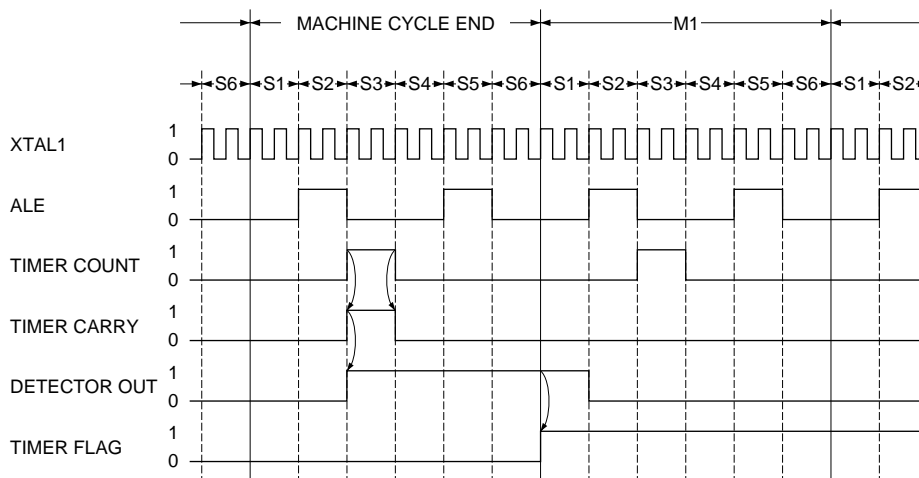 MACHINE CYCLE END M1
S6 S1 S2 S3 S4 S5 S6 S1 S2 S3 S4 S5 S6 S1 S2
XTAL1 1
0
ALE 1
0
TIMER COUNT 1
0
TIMER CARRY 1
0
DETECTOR OUT 1
0
TIMER FLAG 1
0